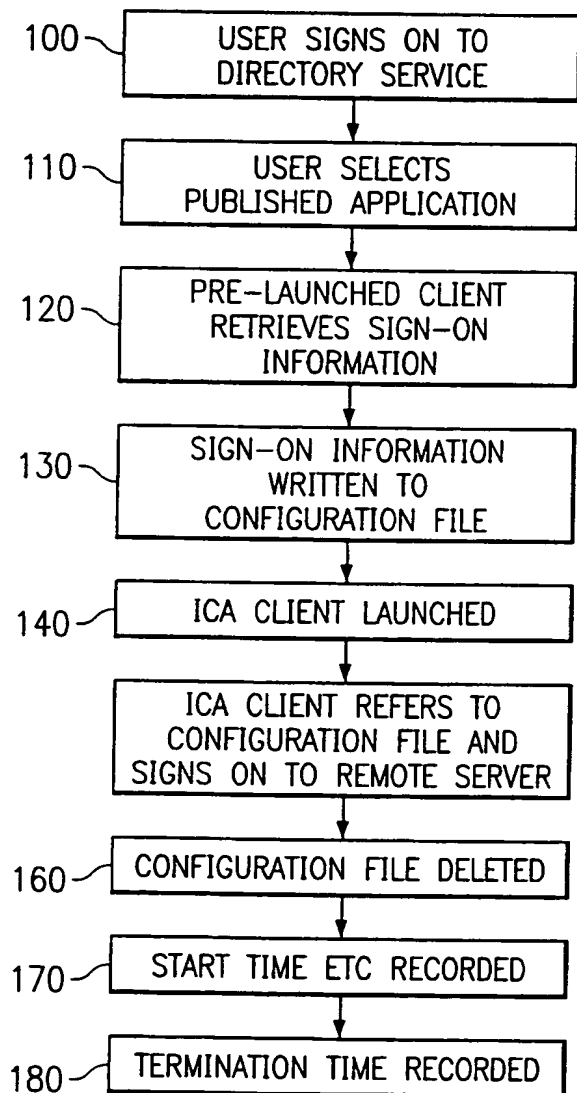 100
USER SIGNS ON TO
DIRECTORY SERVICE
110
USER SELECTS
PUBLISHED APPLICATION
120
PRE-LAUNCHED CLIENT
RETRIEVES SIGN-ON
INFORMATION
130
SIGN-ON INFORMATION
WRITTEN TO
CONFIGURATION FILE
140
ICA CLIENT LAUNCHED
ICA CLIENT REFERS TO
CONFIGURATION FILE AND
SIGNS ON TO REMOTE SERVER
160
CONFIGURATION FILE DELETED
170
START TIME ETC RECORDED
180
TERMINATION TIME RECORDED